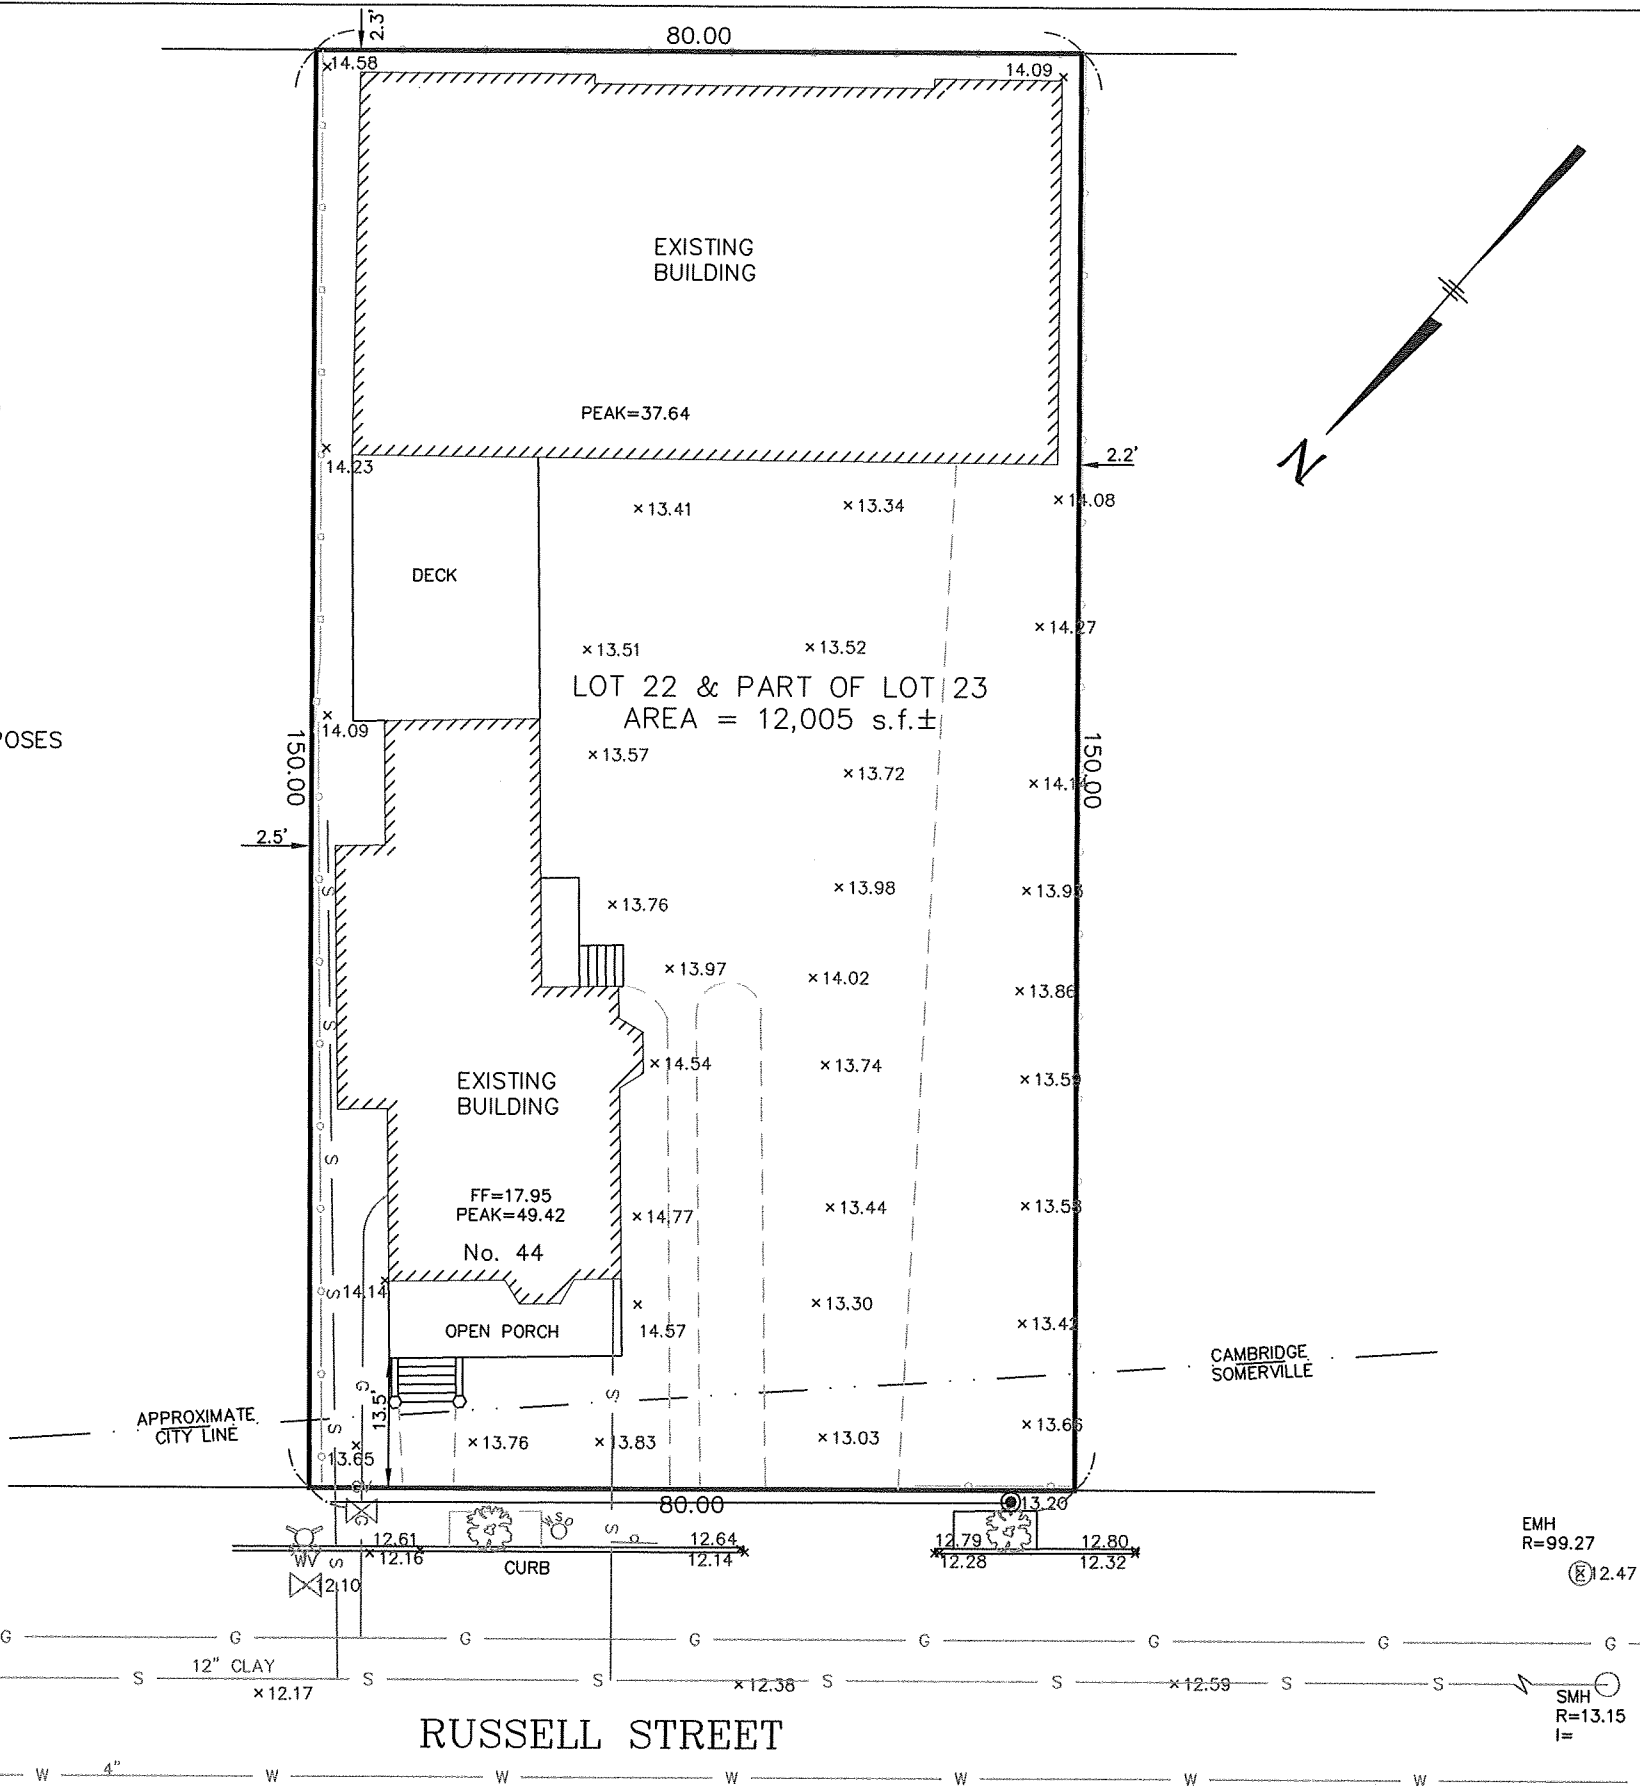 2.3'
80.00
14.58
14.09
EXISTING
BUILDING
PEAK=37.64
N
2.2'
14.23
14.08
13.41
13.34
DECK
14.27
13.51
13.52
LOT 22 & PART OF LOT 23
AREA = 12,005 s.f.±
14.09
POSES
150.00
150.00
13.57
13.72
2.5'
13.98
S
13.76
13.97
14.02
13.86
S
14.54
13.74
EXISTING
BUILDING
S
FF=17.95
PEAK=49.42
14.77
13.44
No. 44
S
14.14
13.30
14.57
OPEN PORCH
CAMBRIDGE
SOMERVILLE
G
S
13.5'
APPROXIMATE
CITY LINE
S
13.76
13.83
13.03
13.65
80.00
13.20
G
S
12.61
12.64
12.79
12.80
12.16
12.14
12.28
12.32
WV
S
CURB
12.10
EMH
R=99.27
E
12.47
G G G G G G G G
12" CLAY
S S S S S S S
12.17
12.38
12.59
SMH
R=13.15
I=
RUSSELL STREET
4"
W W W W W W W